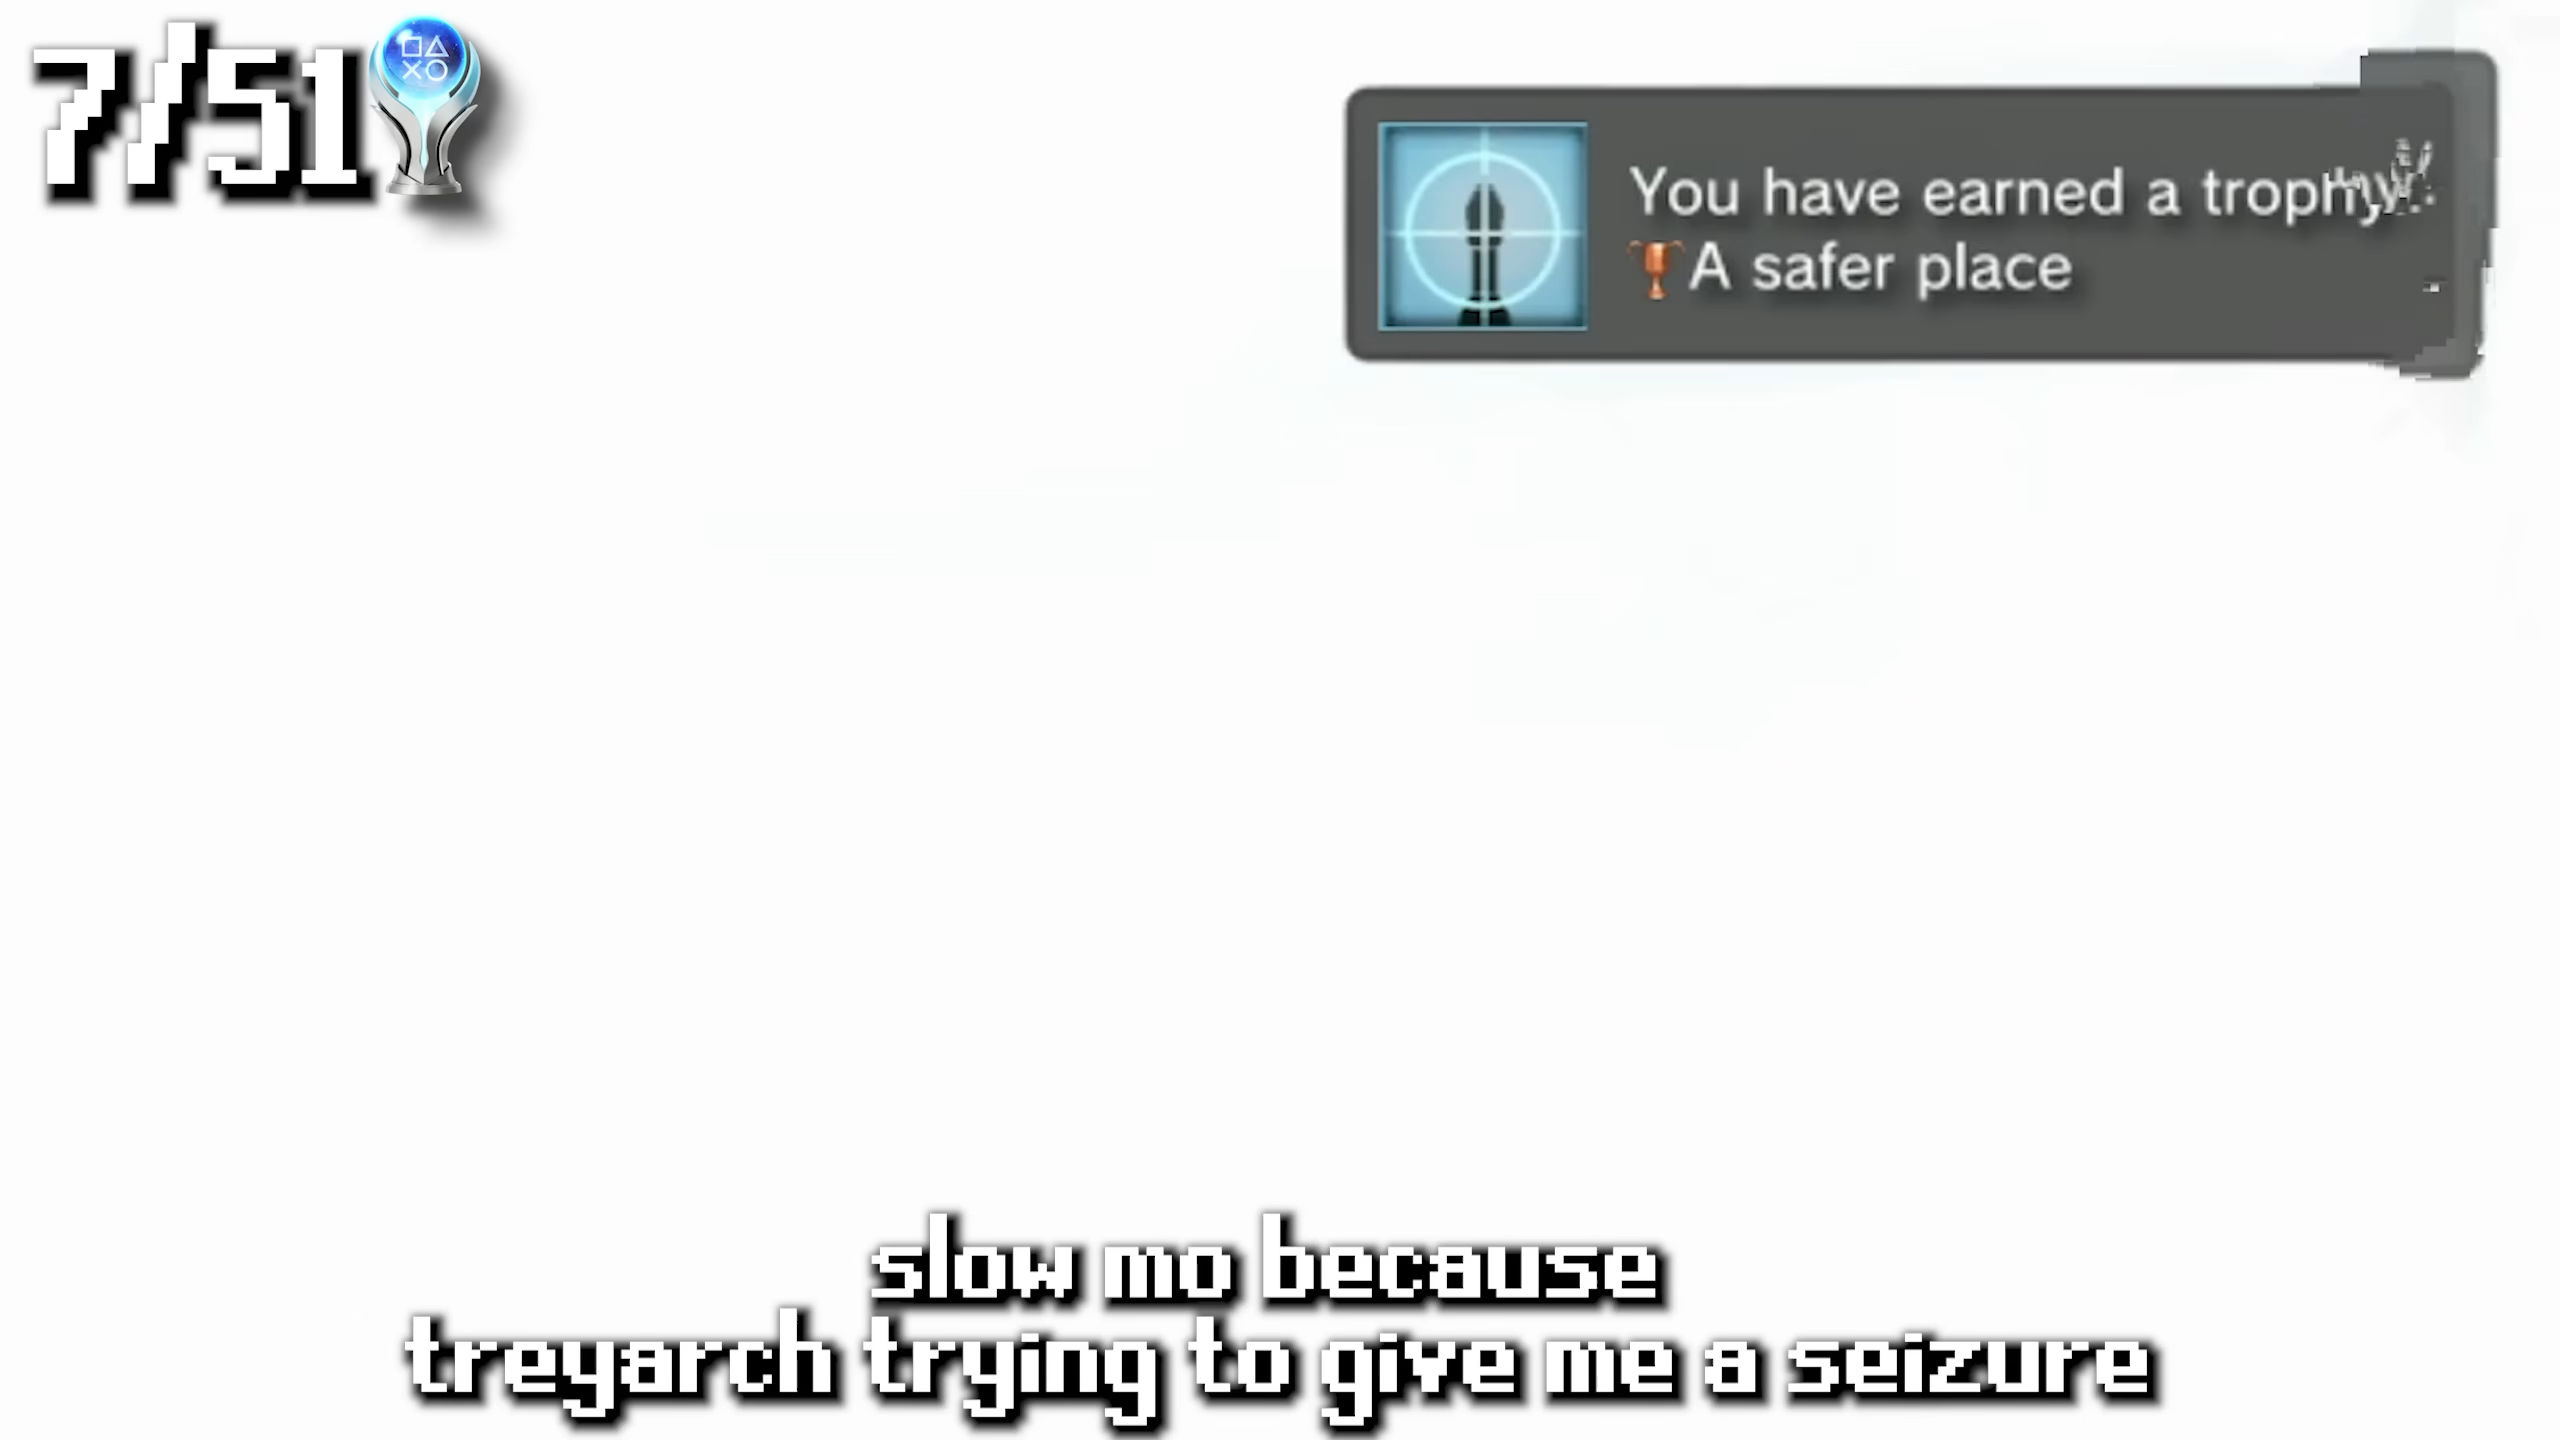 7/51
You have earned a trophy.
A safer place
slow mo because
treyarch trying to give me a seizure